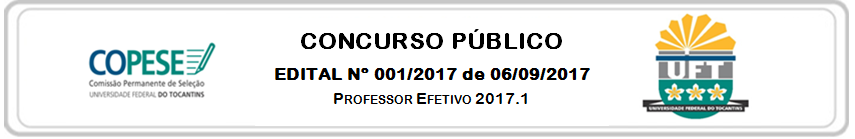 COPESE
Comissão Permanente de Seleção
UNIVERSIDADE FEDERAL DO TOCANTINS
CONCURSO PÚBLICO
EDITAL Nº 001/2017 de 06/09/2017
PROFESSOR EFETIVO 2017.1
UFT
UNIVERSIDADE FEDERAL DO TOCANTINS